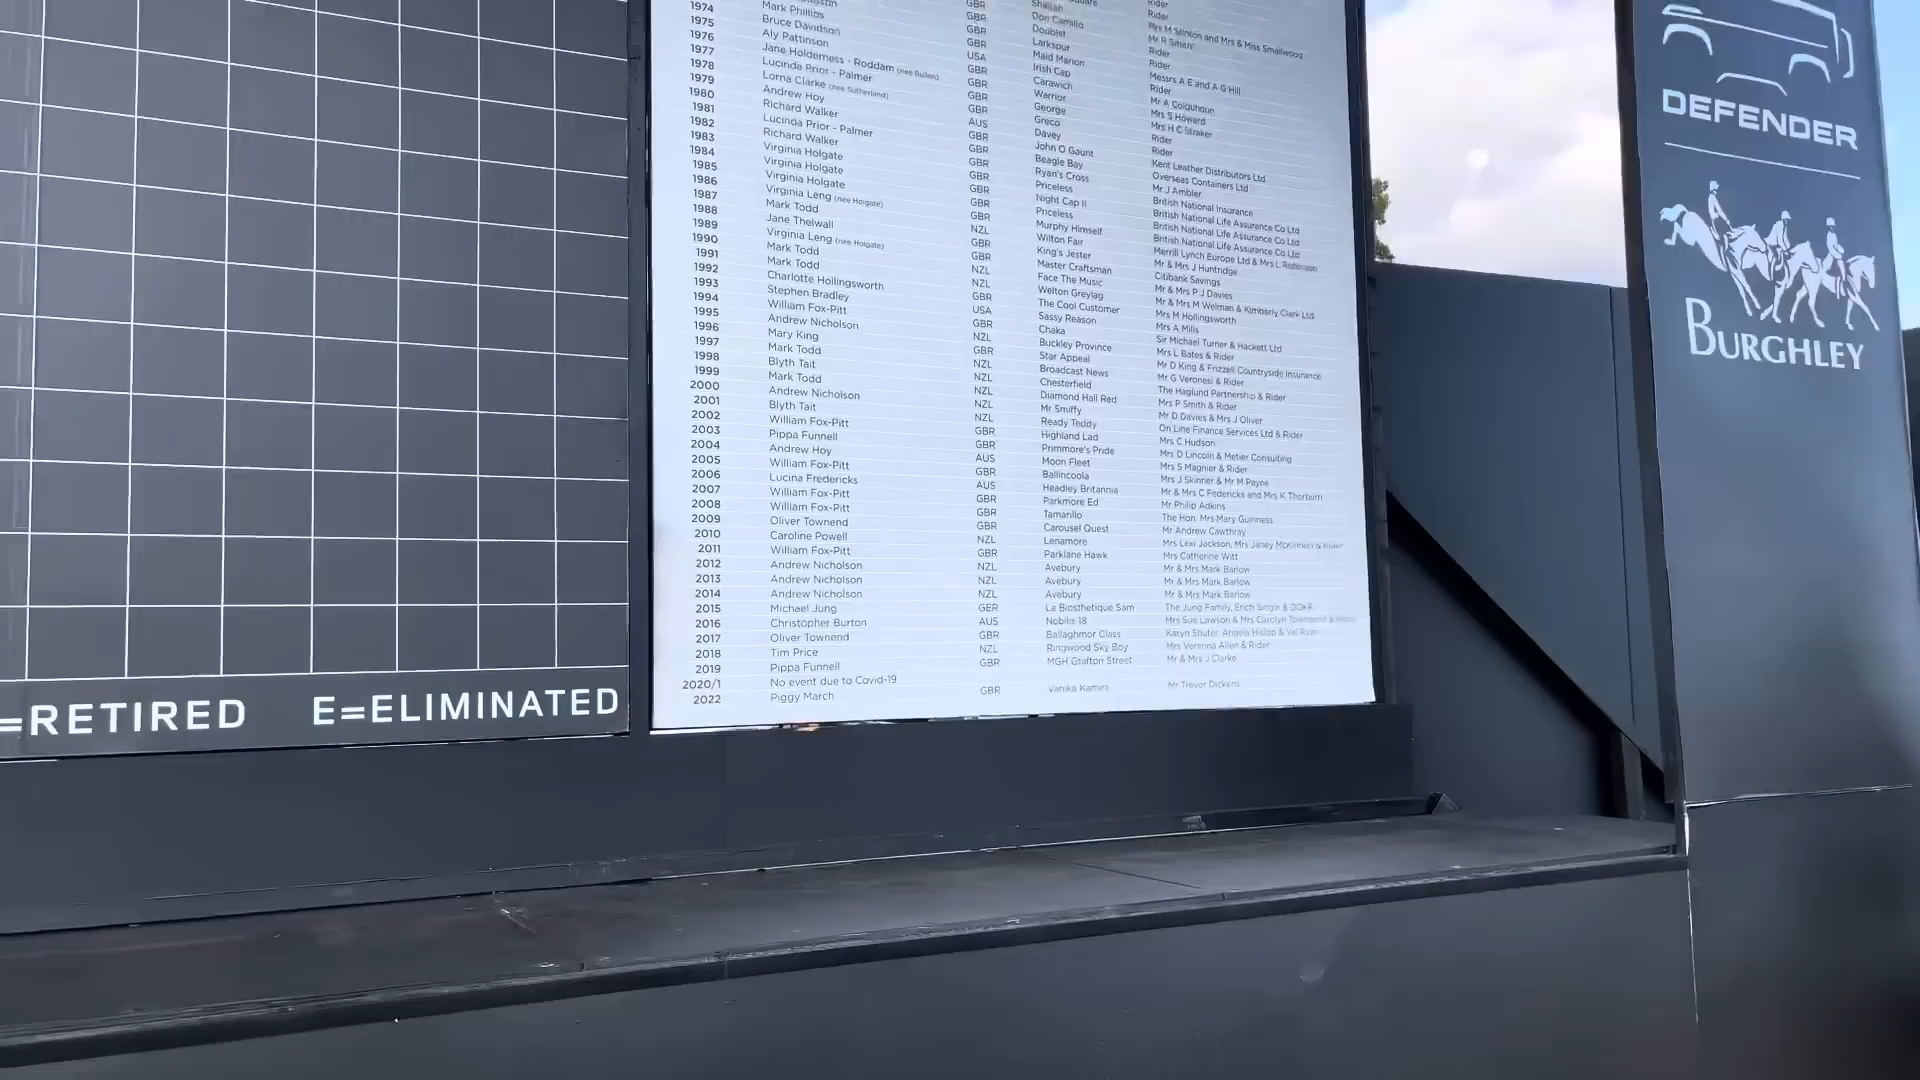 Mark Phillips GBR Maid Marion Messrs A E and A G Hill
1974 Bruce Davidson USA Irish Cap Rider
1975 Aly Pattinson GBR Carawich Mr A Colquhoun
1976 Jane Holderness - Roddam (nee Bullen) GBR Warrior Mrs S Howard
1977 Lucinda Prior - Palmer GBR George Mrs H C Straker
1978 Lorna Clarke (nee Sutherland) GBR Greco Rider
1979 Andrew Hoy AUS Davey Rider
1980 Richard Walker GBR John O Gaunt Kent Leather Distributors Ltd
1981 Lucinda Prior - Palmer GBR Beagle Bay Overseas Containers Ltd
1982 Richard Walker GBR Ryan's Cross Mr J Ambler
1983 Virginia Holgate GBR Priceless British National Insurance
1984 Virginia Holgate GBR Night Cap II British National Life Assurance Co Ltd
1985 Virginia Holgate GBR Priceless British National Life Assurance Co Ltd
1986 Virginia Leng (nee Holgate) GBR Murphy Himself British National Life Assurance Co Ltd
1987 Mark Todd NZL Wilton Fair Merrill Lynch Europe Ltd & Mrs L Robinson
1988 Jane Thelwall GBR King's Jester Mr & Mrs J Huntridge
1989 Virginia Leng (nee Holgate) GBR Master Craftsman Citibank Savings
1990 Mark Todd NZL Face The Music Mr & Mrs P J Davies
1991 Mark Todd NZL Welton Greylag Mr & Mrs M Welman & Kimberly Clark Ltd
1992 Charlotte Hollingsworth GBR The Cool Customer Mrs M Hollingsworth
1993 Stephen Bradley USA Sassy Reason Mrs A Mills
1994 William Fox-Pitt GBR Chaka Sir Michael Turner & Hackett Ltd
1995 Andrew Nicholson NZL Buckley Province Mrs L Bates & Rider
1996 Mary King GBR Star Appeal Mr D King & Frizzell Countryside Insurance
1997 Mark Todd NZL Broadcast News Mr G Veronesi & Rider
1998 Blyth Tait NZL Chesterfield The Haglund Partnership & Rider
1999 Mark Todd NZL Diamond Hall Red Mrs P Smith & Rider
2000 Andrew Nicholson NZL Mr Smiffy Mr D Davies & Mrs J Oliver
2001 Blyth Tait NZL Ready Teddy On Line Finance Services Ltd & Rider
2002 William Fox-Pitt GBR Highland Lad Mrs C Hudson
2003 Pippa Funnell GBR Primmore's Pride Mrs D Lincoln & Metier Consulting
2004 Andrew Hoy AUS Moon Fleet Mrs S Magnier & Rider
2005 William Fox-Pitt GBR Ballincoola Mrs J Skinner & Mr M Payne
2006 Lucina Fredericks AUS Headley Britannia Mr & Mrs C Federicks and Mrs K Thorburn
2007 William Fox-Pitt GBR Parkmore Ed Mr Philip Adkins
2008 William Fox-Pitt GBR Tamarillo The Hon Mrs Mary Guinness
2009 Oliver Townend GBR Carousel Quest Mr Andrew Cawthray
2010 Caroline Powell NZL Lenamore Mrs Lexi Jackson, Mrs Janey McKinnon & Rider
2011 William Fox-Pitt GBR Parklane Hawk Mrs Catherine Witt
2012 Andrew Nicholson NZL Avebury Mr & Mrs Mark Barlow
2013 Andrew Nicholson NZL Avebury Mr & Mrs Mark Barlow
2014 Andrew Nicholson NZL Avebury Mr & Mrs Mark Barlow
2015 Michael Jung GER La Biosthetique Sam The Jung Family, Erich Single & DOKR
2016 Christopher Burton AUS Nobilis 18 Mrs Sue Lawson & Mrs Carolyn Townsend &
2017 Oliver Townend GBR Ballaghmor Class Karyn Shuter, Angela Hislop & Val Ryan
2018 Tim Price NZL Ringwood Sky Boy Mrs Verenna Allen & Rider
2019 Pippa Funnell GBR MGH Grafton Street Mr & Mrs J Clarke
2020/1 No event due to Covid-19
2022 Piggy March GBR Vanika Kamira Mr Trevor Dickens
=RETIRED E=ELIMINATED
DEFENDER
BURGHLEY